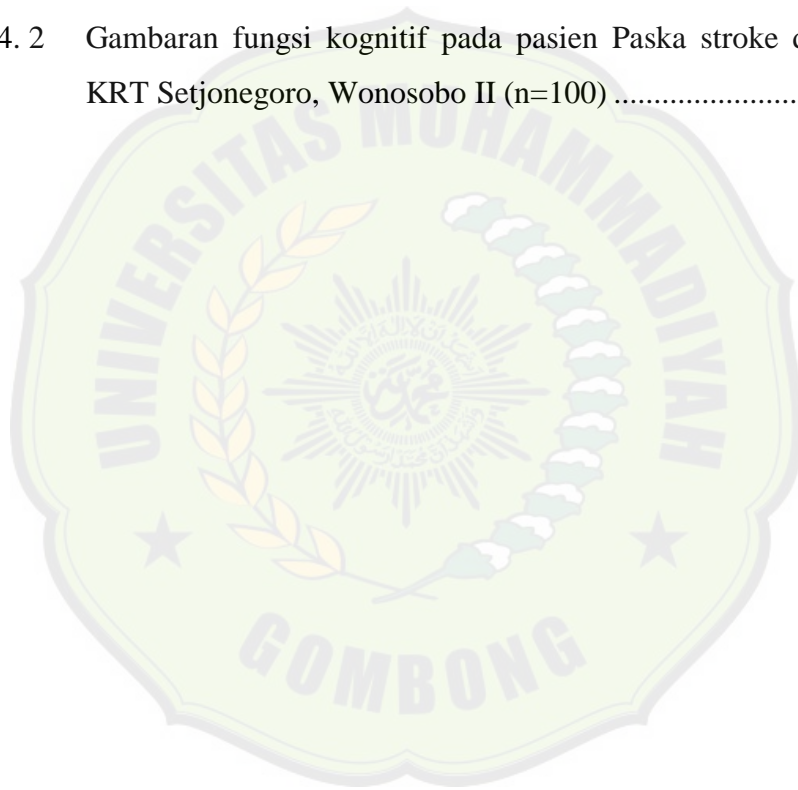 4. 2 Gambaran fungsi kognitif pada pasien Paska stroke
KRT Setjonegoro, Wonosobo II (n=100) .......................
UNIVERSITAS MUHAMMADIYAH
GOMBONG